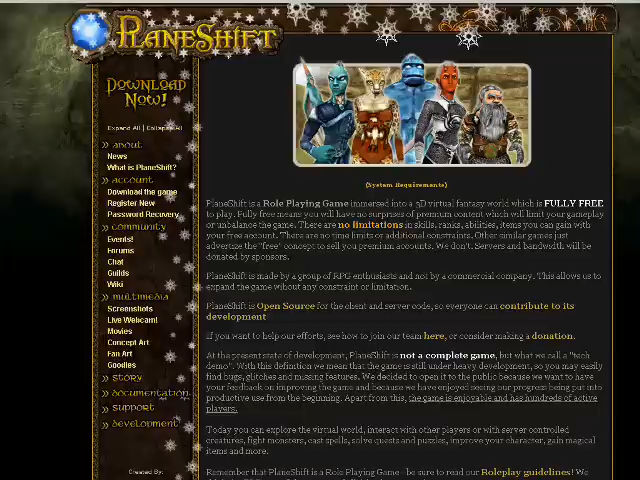 PLANESHIFT
DOWNLOAD
NOW!
Expand All | Collapse All
» about
News
What is PlaneShift?
» account
Download the game
Register New
Password Recovery
» community
Events!
Forums
Chat
Guilds
Wiki
» multimedia
Screenshots
Live Webcam!
Movies
Concept Art
Fan Art
Goodies
» story
» documentation
» support
» development
Created By:
(System Requirements)
PlaneShift is a Role Playing Game immersed into a 3D virtual fantasy world which is FULLY FREE
to play. Fully free means you will have no surprises of premium content which will limit your gameplay
or unbalance the game. There are no limitations in skills, ranks, abilities, items you can gain with
your free account. There are no time limits or additional constraints. Other similar games just
advertize the "free" concept to sell you premium accounts. We don't. Servers and bandwidth will be
donated by sponsors.
PlaneShift is made by a group of RPG enthusiasts and not by a commercial company. This allows us to
expand the game wihout any constraint or limitation.
PlaneShift is Open Source for the client and server code, so everyone can contribute to its
development!
If you want to help our efforts, see how to join our team here, or consider making a donation.
At the present state of development, PlaneShift is not a complete game, but what we call a "tech
demo". With this definition we mean that the game is still under heavy development, so you may easily
find bugs, glitches and missing features. We decided to open it to the public because we want to have
your feedback on improving the game and because we have enjoyed seeing our progress being put into
productive use from the beginning. Apart from this, the game is enjoyable and has hundreds of active
players.
Today you can explore the virtual world, interact with other players or with server controlled
creatures, fight monsters, cast spells, solve quests and puzzles, improve your character, gain magical
items and more.
Remember that PlaneShift is a Role Playing Game - be sure to read our Roleplay guidelines! We